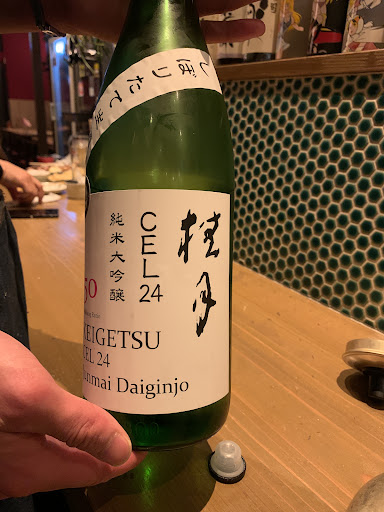 しぼりたて生
桂月
CEL24
純米大吟醸
50
KEIGETSU
CEL 24
Junmai Daiginjo